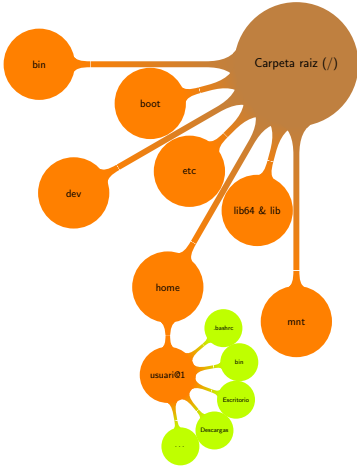 Carpeta raiz (/)
bin
boot
dev
etc
lib64 & lib
home
mnt
usuari@1
.bashrc
bin
Escritorio
Descargas
...